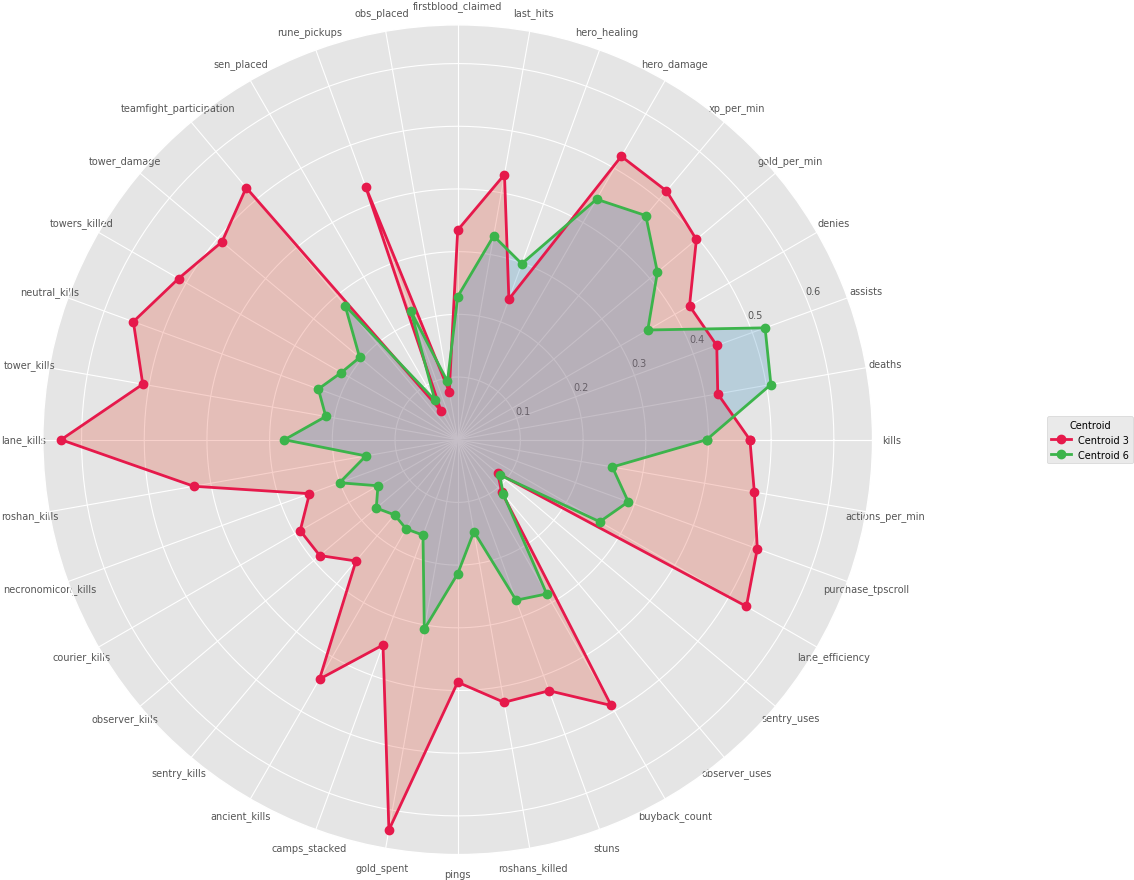 firstblood_claimed
obs_placed
last_hits
rune_pickups
hero_healing
sen_placed
hero_damage
teamfight_participation
xp_per_min
tower_damage
gold_per_min
towers_killed
denies
neutral_kills
assists
0.6
0.5
0.4
tower_kills
0.3
deaths
0.2
0.1
lane_kills
kills
Centroid
Centroid 3
Centroid 6
roshan_kills
actions_per_min
necronomicon_kills
purchase_tpscroll
courier_kills
lane_efficiency
observer_kills
sentry_uses
sentry_kills
observer_uses
ancient_kills
buyback_count
camps_stacked
stuns
gold_spent
roshans_killed
pings